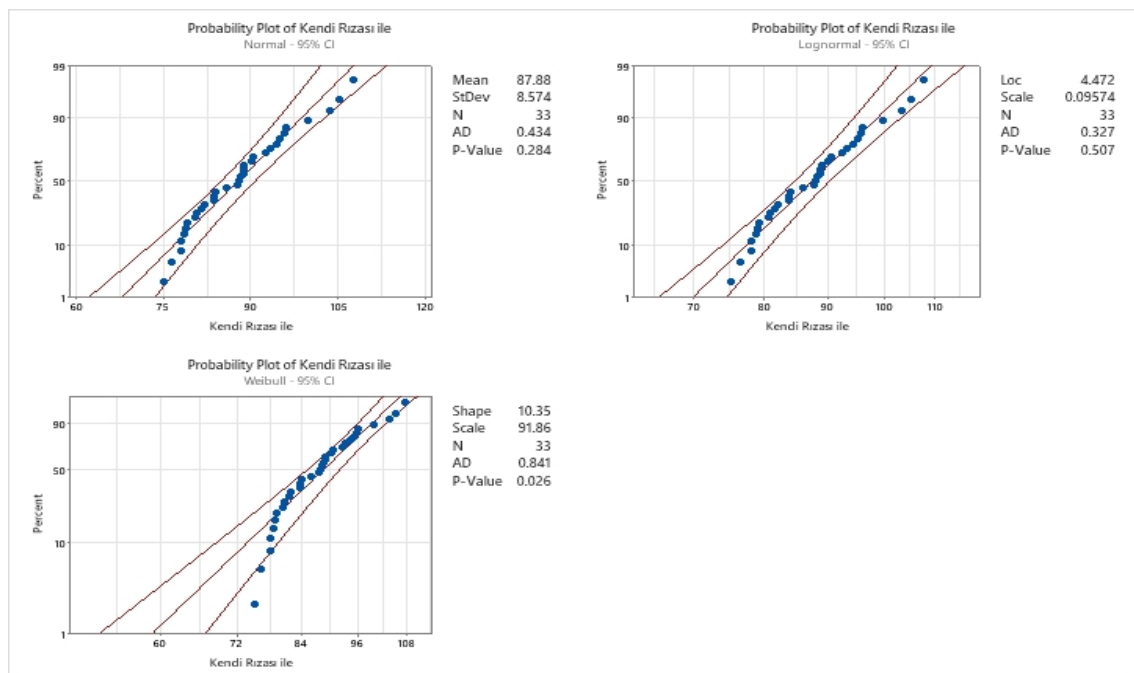 Probability Plot of Kendi Rızası ile
Normal - 95% CI
99
90
50
10
1
Percent
60 75 90 105 120
Kendi Rızası ile
Mean 87.88
StDev 8.574
N 33
AD 0.434
P-Value 0.284
Probability Plot of Kendi Rızası ile
Lognormal - 95% CI
99
90
50
10
1
Percent
70 80 90 100 110
Kendi Rızası ile
Loc 4.472
Scale 0.09574
N 33
AD 0.327
P-Value 0.507
Probability Plot of Kendi Rızası ile
Weibull - 95% CI
90
50
10
1
Percent
60 72 84 96 108
Kendi Rızası ile
Shape 10.35
Scale 91.86
N 33
AD 0.841
P-Value 0.026